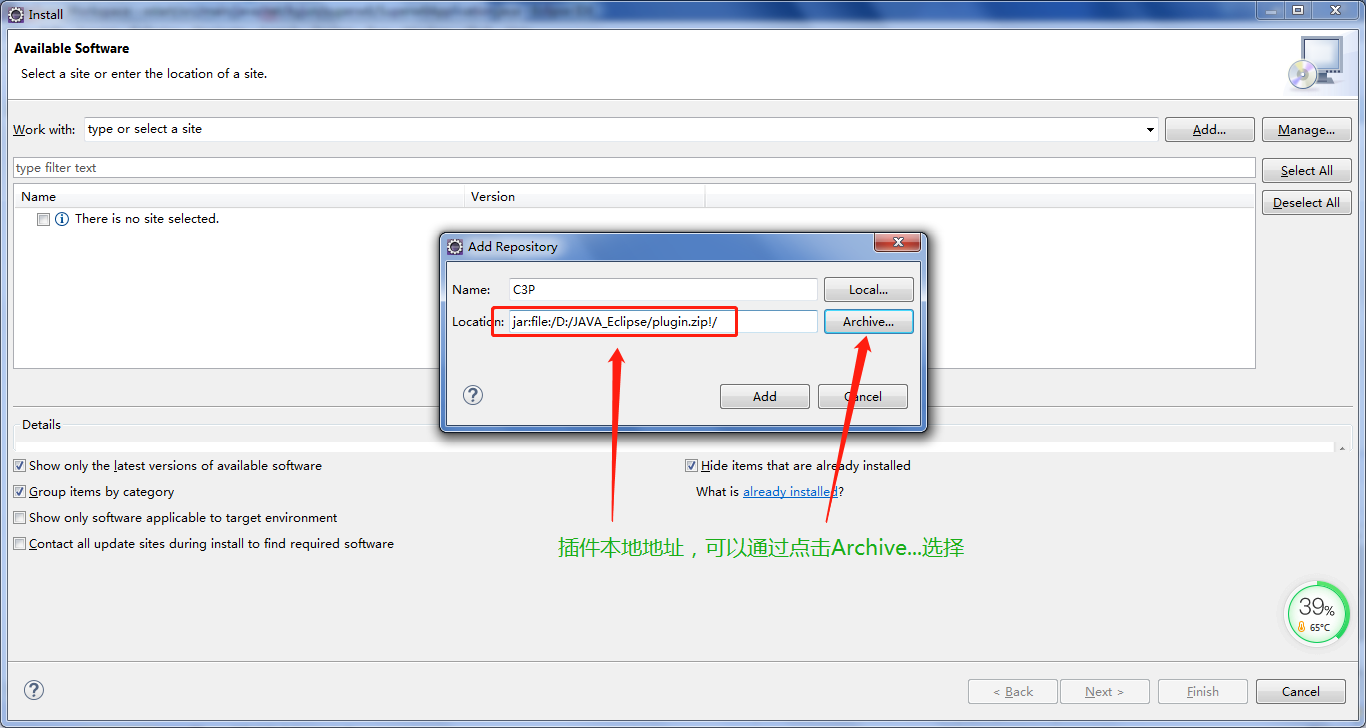 Install
Available Software
Select a site or enter the location of a site.
Work with:
type or select a site
Add...
Manage...
type filter text
Select All
Name
Version
Deselect All
There is no site selected.
Add Repository
Name:
C3P
Local...
Location:
jar:file:/D:/JAVA_Eclipse/plugin.zip!/
Archive...
Add
Cancel
Details
Show only the latest versions of available software
Hide items that are already installed
Group items by category
What is already installed?
Show only software applicable to target environment
Contact all update sites during install to find required software
插件本地地址，可以通过点击Archive...选择
39%
65°C
< Back
Next >
Finish
Cancel